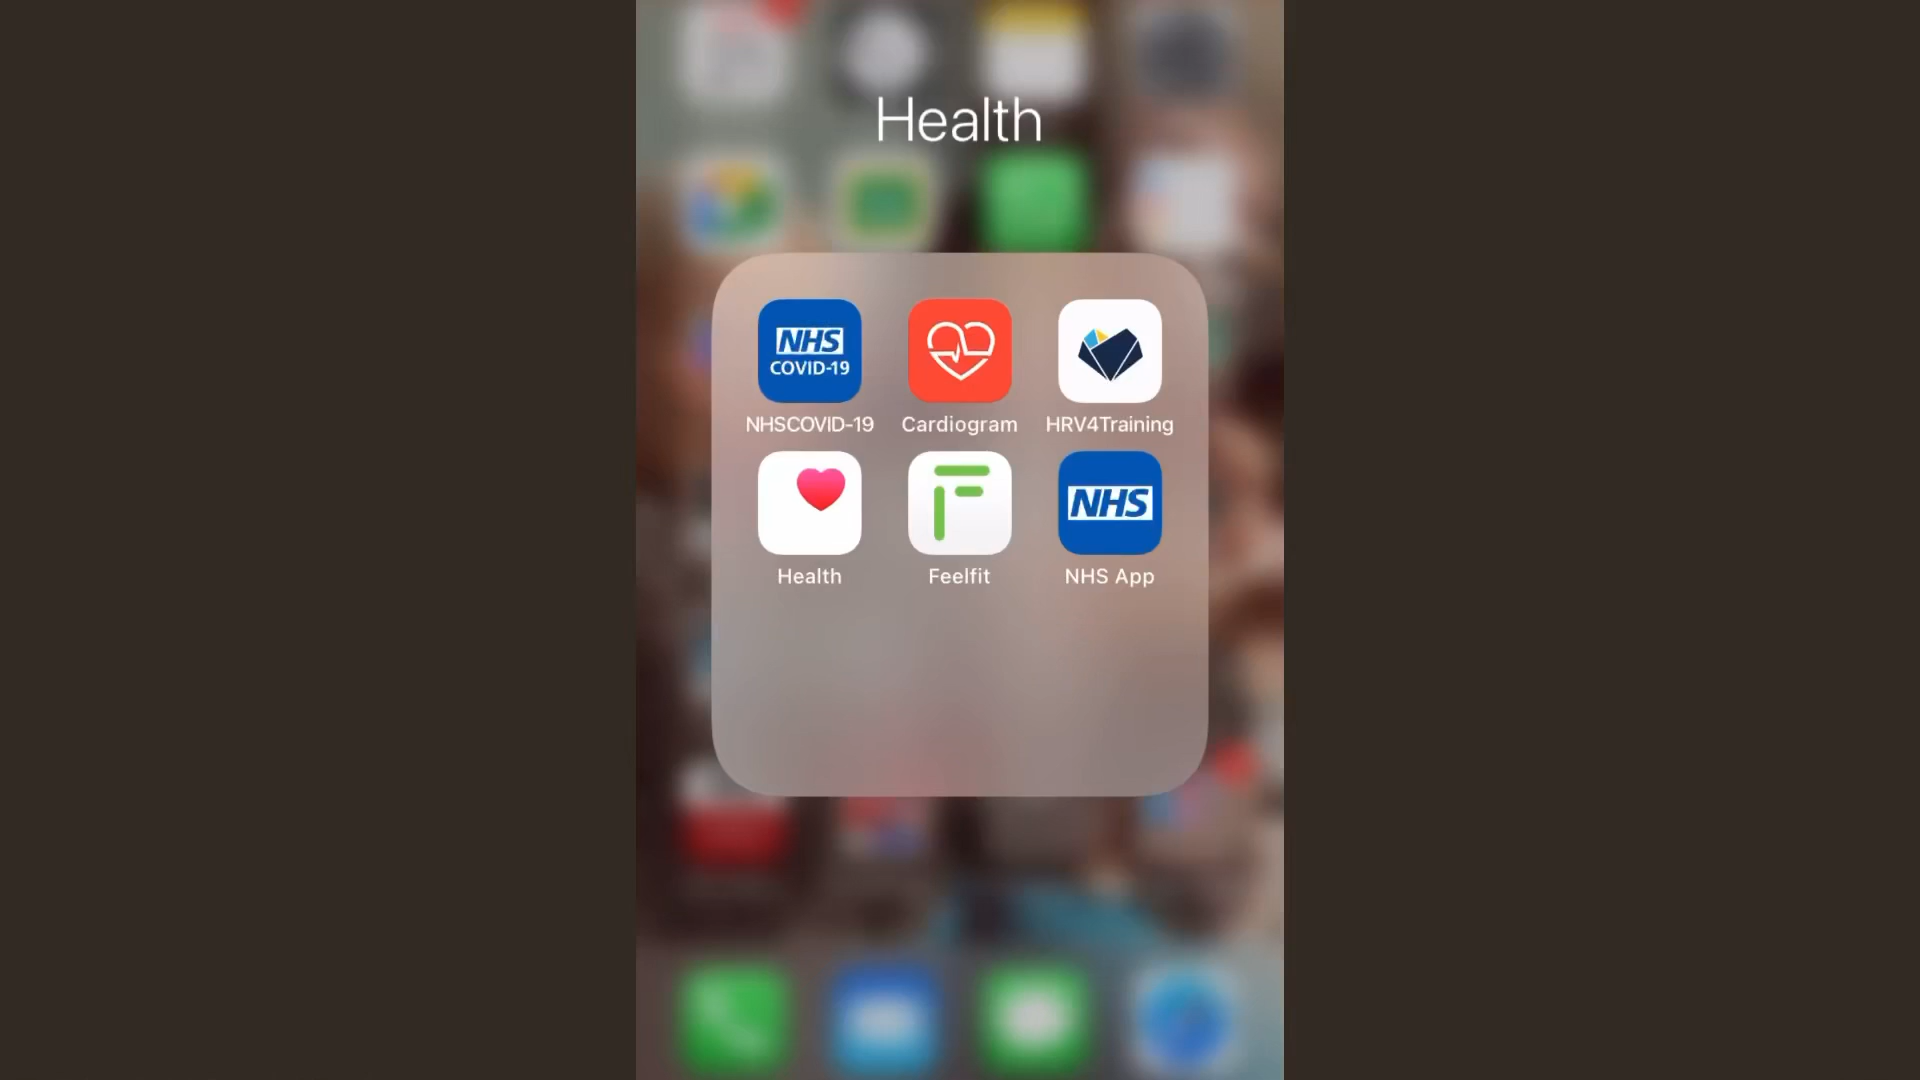 Health
NHS
COVID-19
NHSCOVID-19
Cardiogram
HRV4Training
Health
Feelfit
NHS
NHS App